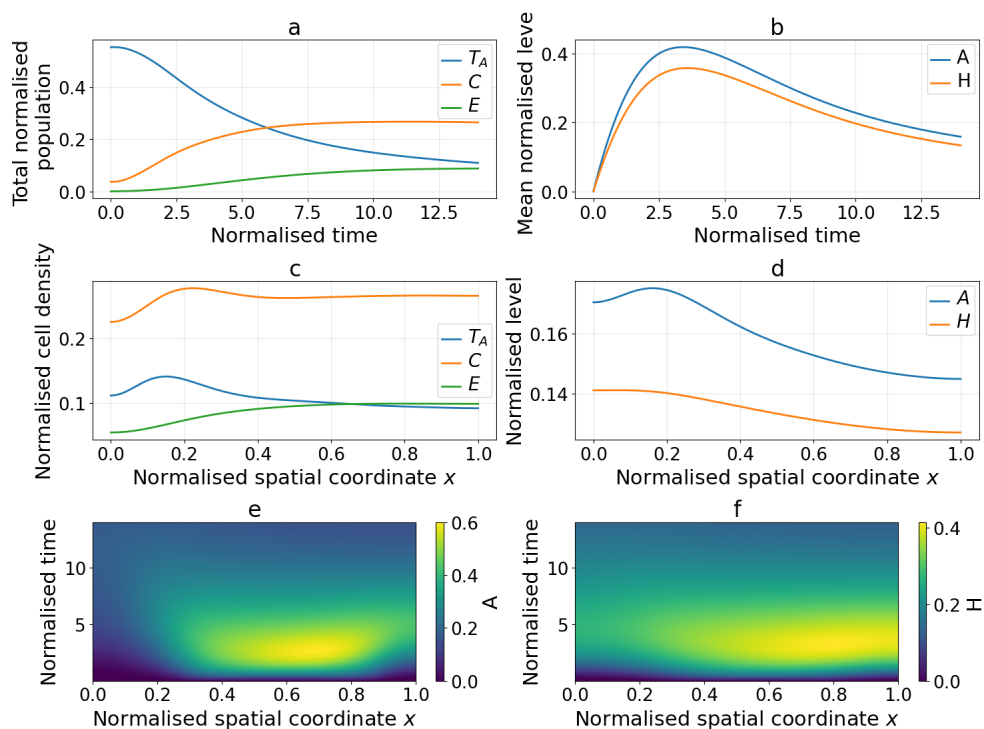 a
Total normalised
population
0.4
0.2
0.0
T_A
C
E
0.0 2.5 5.0 7.5 10.0 12.5
Normalised time
b
Mean normalised leve
0.4
0.2
0.0
A
H
0.0 2.5 5.0 7.5 10.0 12.5
Normalised time
c
Normalised cell density
0.2
0.1
T_A
C
E
0.0 0.2 0.4 0.6 0.8 1.0
Normalised spatial coordinate x
d
Normalised level
0.16
0.14
A
H
0.0 0.2 0.4 0.6 0.8 1.0
Normalised spatial coordinate x
e
Normalised time
10
5
0.0 0.2 0.4 0.6 0.8 1.0
Normalised spatial coordinate x
0.6
0.4
0.2
0.0
A
f
Normalised time
10
5
0.0 0.2 0.4 0.6 0.8 1.0
Normalised spatial coordinate x
0.4
0.2
0.0
H